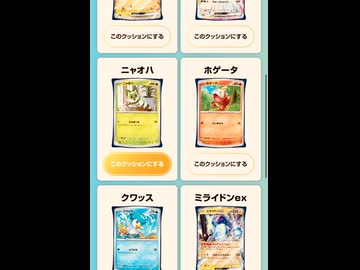 このクッションにする
このクッションにする
ニャオハ
ホゲータ
このクッションにする
このクッションにする
クワッス
ミライドンex